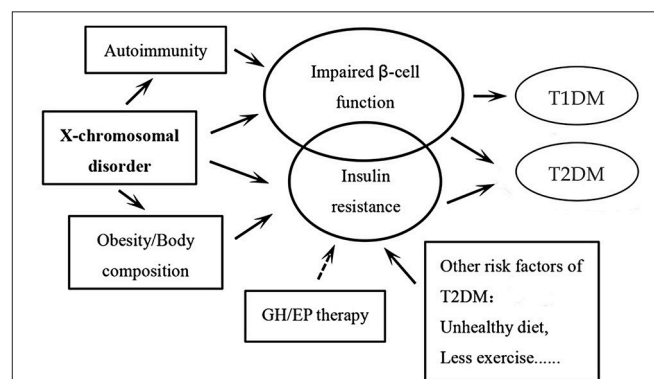 Autoimmunity
Impaired β-cell
function
T1DM
X-chromosomal
disorder
Insulin
resistance
T2DM
Obesity/Body
composition
GH/EP therapy
Other risk factors of
T2DM：
Unhealthy diet,
Less exercise......